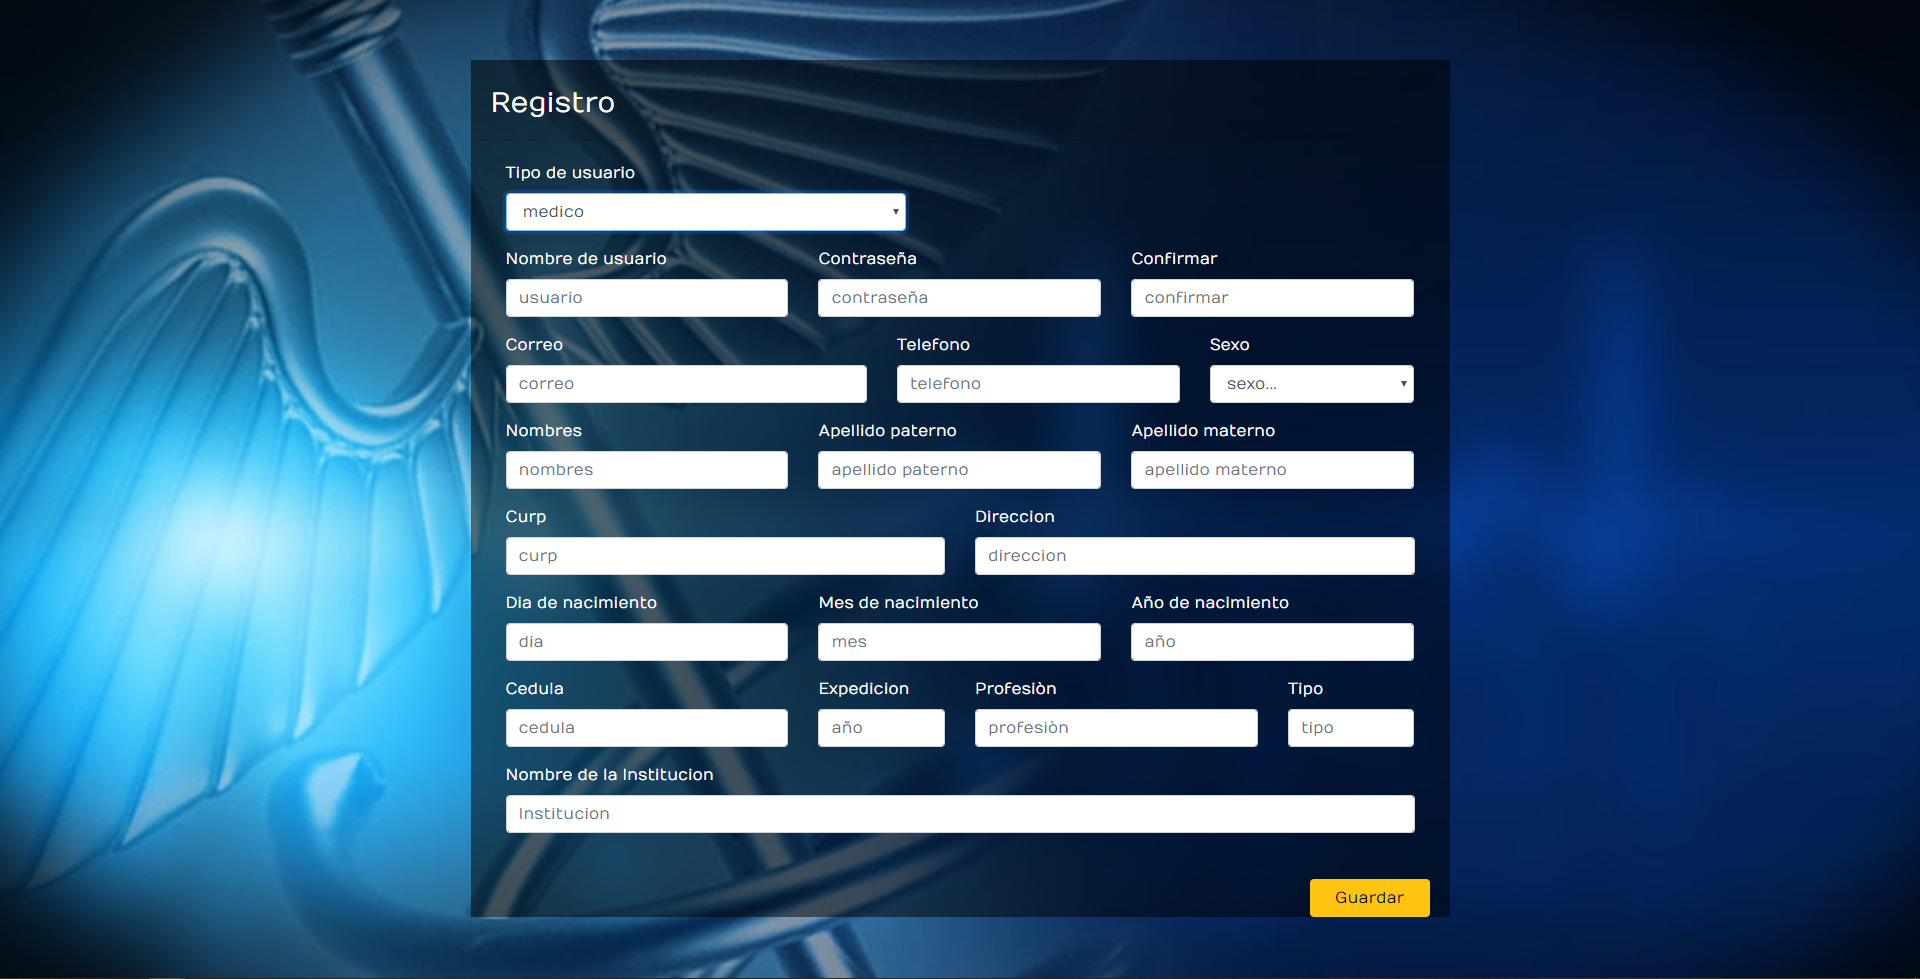 Registro
Tipo de usuario
medico
Nombre de usuario Contraseña Confirmar
usuario contraseña confirmar
Correo Telefono Sexo
correo telefono sexo...
Nombres Apellido paterno Apellido materno
nombres apellido paterno apellido materno
Curp Direccion
curp direccion
Dia de nacimiento Mes de nacimiento Año de nacimiento
dia mes año
Cedula Expedicion Profesiòn Tipo
cedula año profesiòn tipo
Nombre de la Institucion
Institucion
Guardar